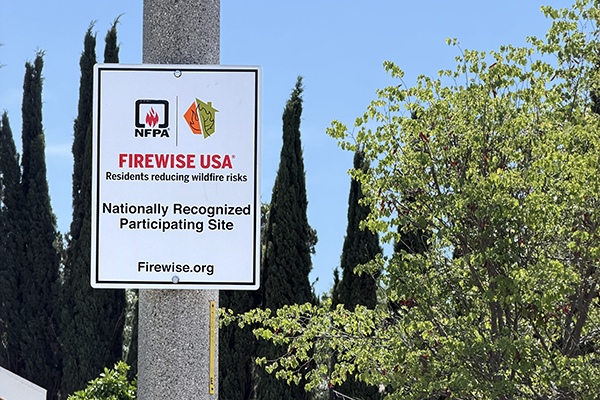 NFPA
FIREWISE USA®
Residents reducing wildfire risks
Nationally Recognized
Participating Site
Firewise.org